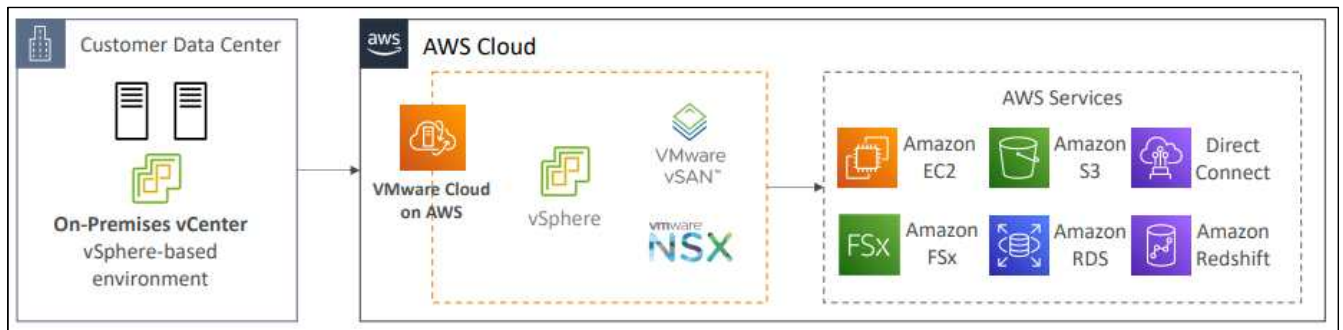 Customer Data Center
On-Premises vCenter
vSphere-based
environment
aws
AWS Cloud
VMware Cloud
on AWS
vSphere
VMware
vSAN™
vmware
NSX
AWS Services
Amazon
EC2
Amazon
S3
Direct
Connect
FSx
Amazon
FSx
Amazon
RDS
Amazon
Redshift